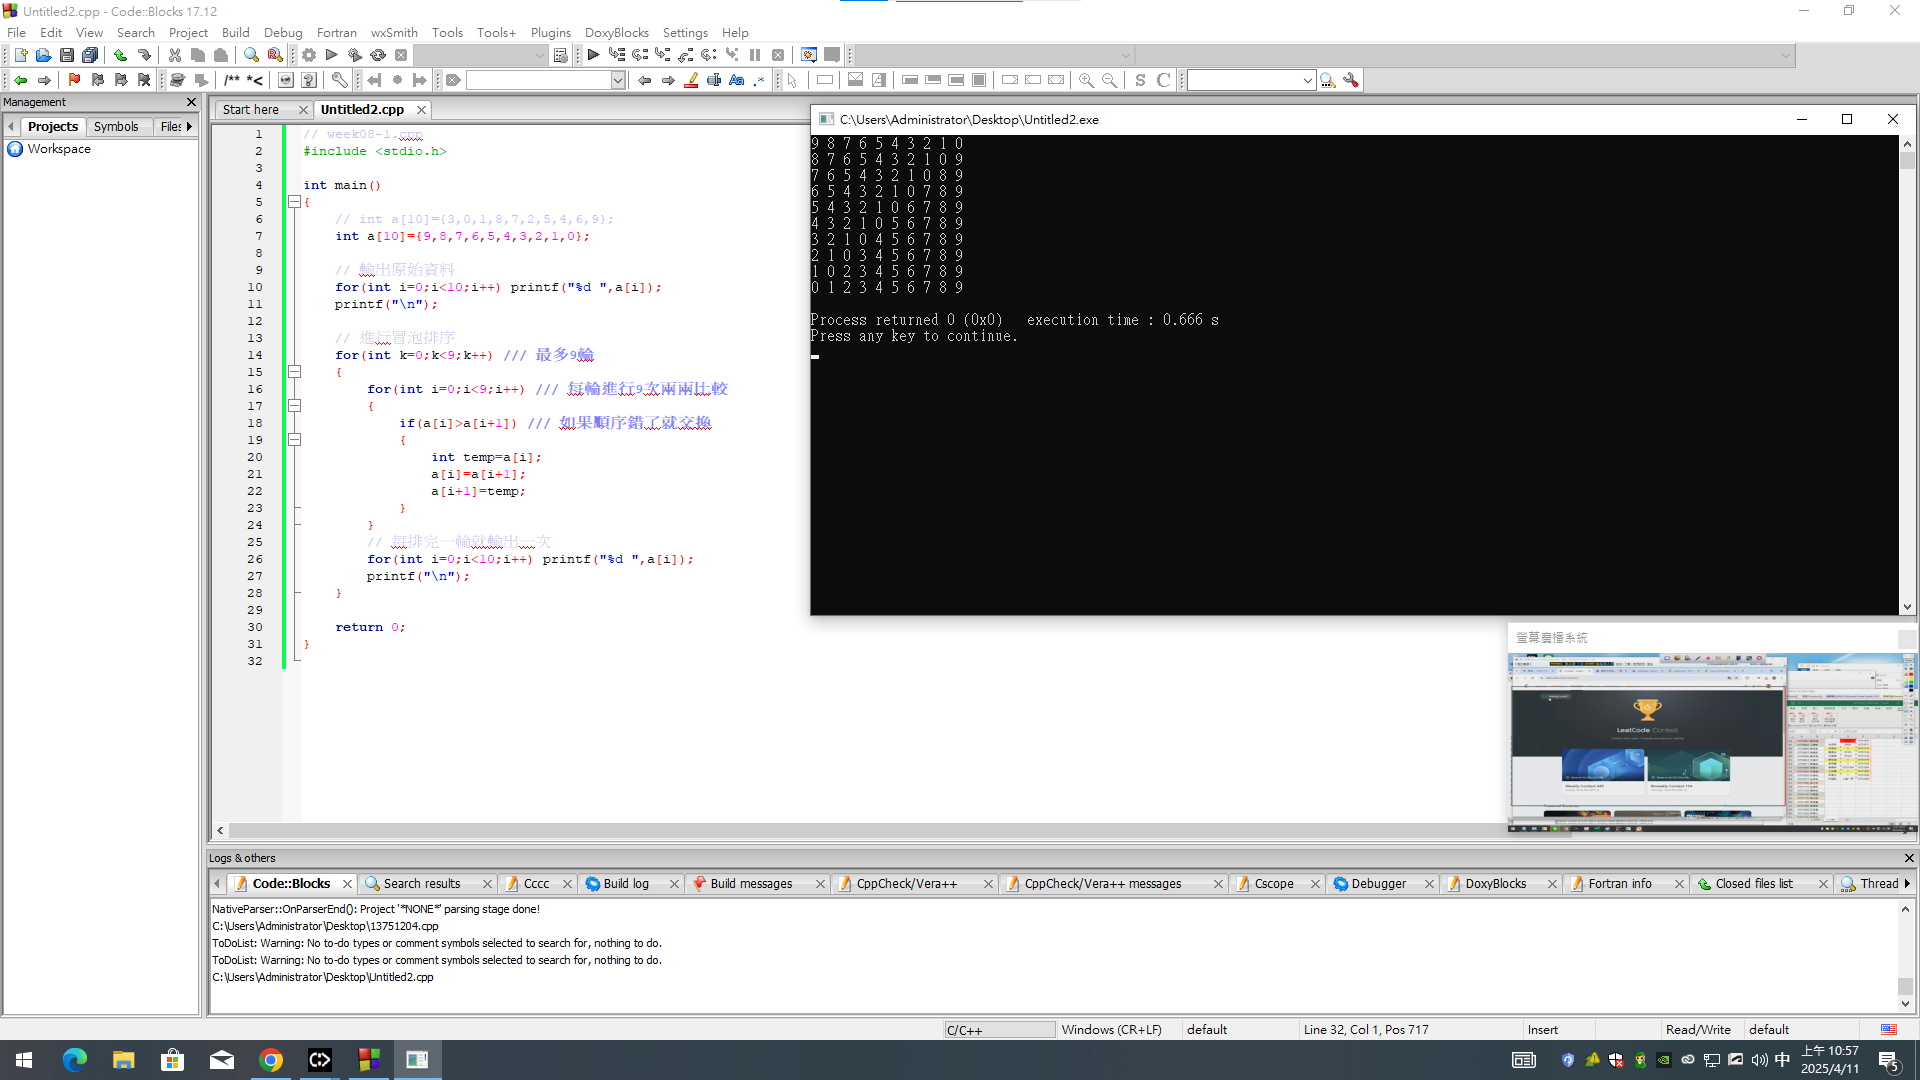 Untitled2.cpp - Code::Blocks 17.12
File Edit View Search Project Build Debug Fortran wxSmith Tools Tools+ Plugins DoxyBlocks Settings Help
Management
Projects Symbols Files
Workspace
Start here Untitled2.cpp
1 // week08-1.cpp
2 #include <stdio.h>
3
4 int main()
5 {
6 // int a[10]={3,0,1,8,7,2,5,4,6,9};
7 int a[10]={9,8,7,6,5,4,3,2,1,0};
8
9 // 輸出原始資料
10 for(int i=0;i<10;i++) printf("%d ",a[i]);
11 printf("\n");
12
13 // 進行冒泡排序
14 for(int k=0;k<9;k++) /// 最多9輪
15 {
16 for(int i=0;i<9;i++) /// 每輪進行9次兩兩比較
17 {
18 if(a[i]>a[i+1]) /// 如果順序錯了就交換
19 {
20 int temp=a[i];
21 a[i]=a[i+1];
22 a[i+1]=temp;
23 }
24 }
25 // 每排完一輪就輸出一次
26 for(int i=0;i<10;i++) printf("%d ",a[i]);
27 printf("\n");
28 }
29
30 return 0;
31 }
32
C:\Users\Administrator\Desktop\Untitled2.exe
9 8 7 6 5 4 3 2 1 0
8 7 6 5 4 3 2 1 0 9
7 6 5 4 3 2 1 0 8 9
6 5 4 3 2 1 0 7 8 9
5 4 3 2 1 0 6 7 8 9
4 3 2 1 0 5 6 7 8 9
3 2 1 0 4 5 6 7 8 9
2 1 0 3 4 5 6 7 8 9
1 0 2 3 4 5 6 7 8 9
0 1 2 3 4 5 6 7 8 9
Process returned 0 (0x0)   execution time : 0.666 s
Press any key to continue.
螢幕廣播系統
LeetCode Contest
Logs & others
Code::Blocks Search results Cccc Build log Build messages CppCheck/Vera++ CppCheck/Vera++ messages Cscope Debugger DoxyBlocks Fortran info Closed files list Thread
NativeParser::OnParserEnd(): Project '*NONE*' parsing stage done!
C:\Users\Administrator\Desktop\13751204.cpp
ToDoList: Warning: No to-do types or comment symbols selected to search for, nothing to do.
ToDoList: Warning: No to-do types or comment symbols selected to search for, nothing to do.
C:\Users\Administrator\Desktop\Untitled2.cpp
C/C++ Windows (CR+LF) default Line 32, Col 1, Pos 717 Insert Read/Write default
中 上午 10:57
2025/4/11
5